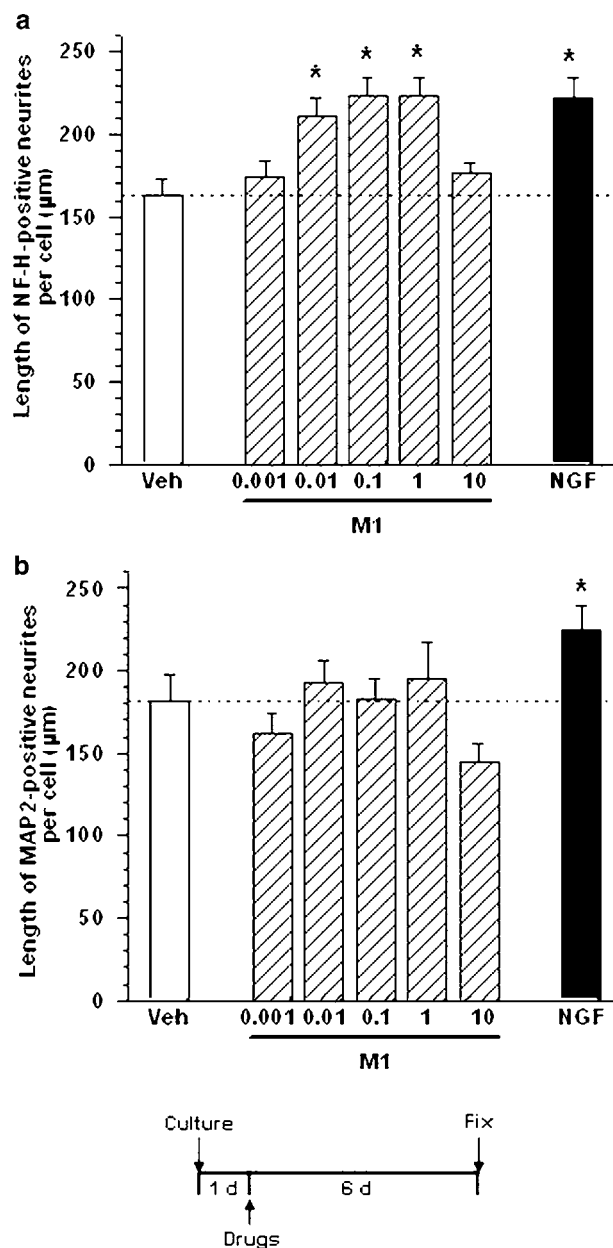 a
Length of NF-H-positive neurites
per cell (µm)
250
200
150
100
50
0
*
*
*
*
Veh
0.001
0.01
0.1
1
10
NGF
M1
b
Length of MAP2-positive neurites
per cell (µm)
250
200
150
100
50
0
*
Veh
0.001
0.01
0.1
1
10
NGF
M1
Culture
Fix
1 d
6 d
Drugs